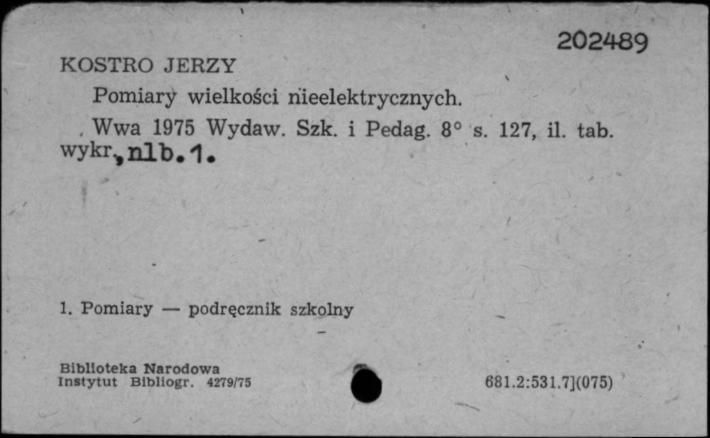 202489
KOSTRO JERZY
Pomiary wielkości nieelektrycznych.
Wwa 1975 Wydaw. Szk. i Pedag. 8° s. 127, il. tab.
wykr., nlb. 1.
1. Pomiary — podręcznik szkolny
Biblioteka Narodowa
Instytut Bibliogr. 4279/75
681.2:531.7](075)